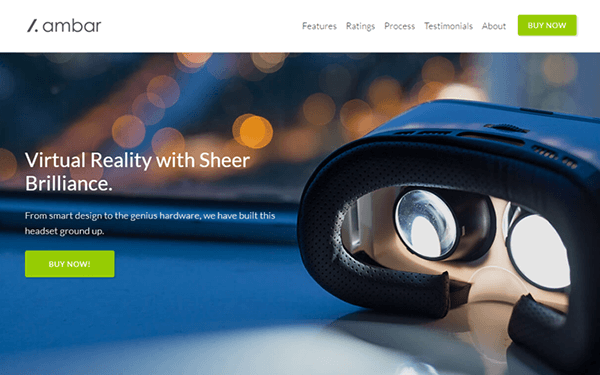 ambar
Features Ratings Process Testimonials About BUY NOW
Virtual Reality with Sheer
Brilliance.
From smart design to the genius hardware, we have built this
headset ground up.
BUY NOW!